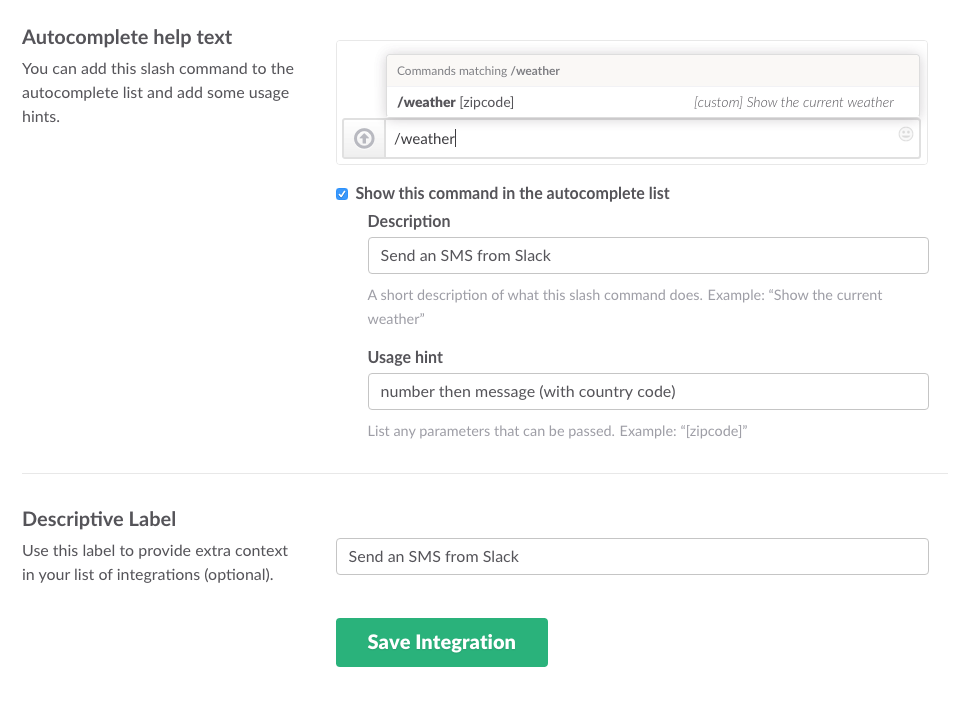 Autocomplete help text
You can add this slash command to the
autocomplete list and add some usage
hints.
Commands matching /weather
/weather [zipcode] [custom] Show the current weather
/weather
Show this command in the autocomplete list
Description
Send an SMS from Slack
A short description of what this slash command does. Example: “Show the current
weather”
Usage hint
number then message (with country code)
List any parameters that can be passed. Example: “[zipcode]”
Descriptive Label
Use this label to provide extra context
in your list of integrations (optional).
Send an SMS from Slack
Save Integration